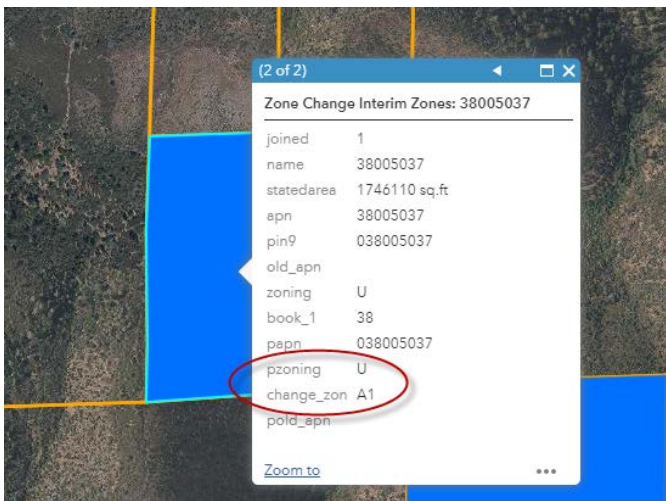 (2 of 2)
Zone Change Interim Zones: 38005037
joined 1
name 38005037
statedarea 1746110 sq.ft
apn 38005037
pin9 038005037
old_apn
zoning U
book_1 38
papn 038005037
pzoning U
change_zon A1
pold_apn
Zoom to